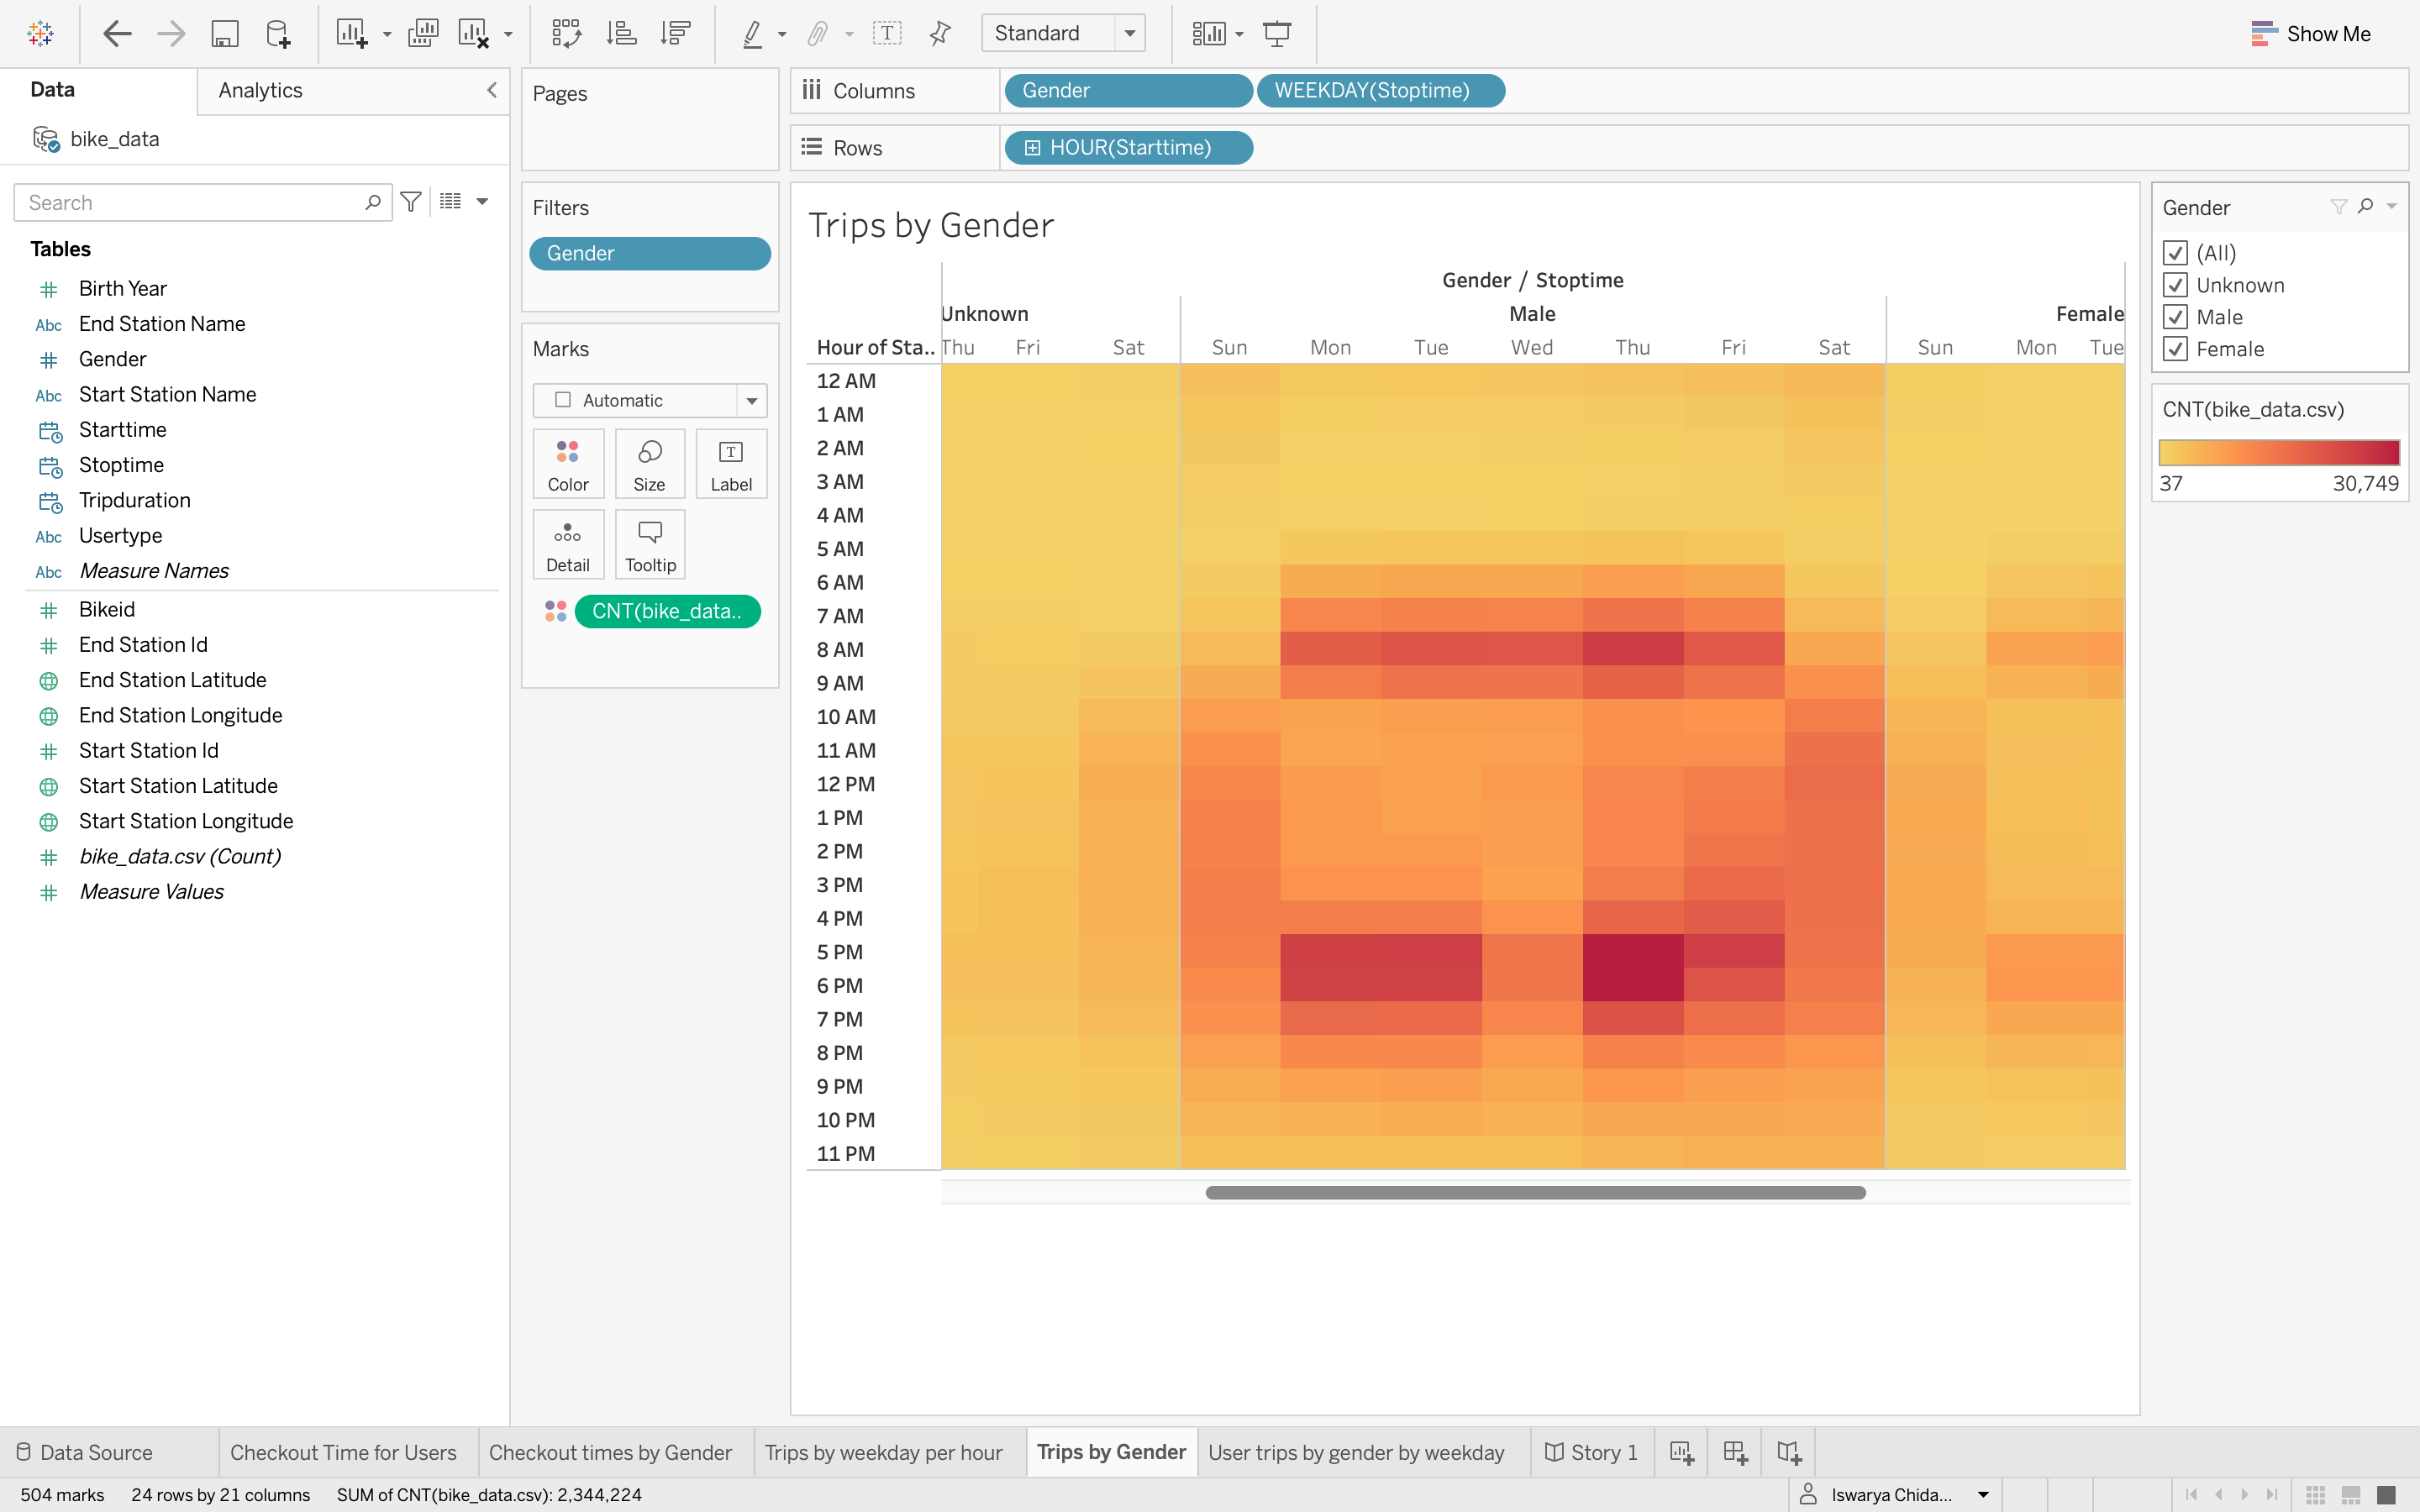 Standard
Show Me
Data
Analytics
bike_data
Search
Tables
Birth Year
Abc End Station Name
Gender
Abc Start Station Name
Starttime
Stoptime
Tripduration
Abc Usertype
Abc Measure Names
Bikeid
End Station Id
End Station Latitude
End Station Longitude
Start Station Id
Start Station Latitude
Start Station Longitude
bike_data.csv (Count)
Measure Values
Pages
Filters
Gender
Marks
Automatic
Color Size Label
Detail Tooltip
CNT(bike_data..
Columns Gender WEEKDAY(Stoptime)
Rows HOUR(Starttime)
Trips by Gender
Gender / Stoptime
Unknown Male Female
Hour of Sta.. Thu Fri Sat Sun Mon Tue Wed Thu Fri Sat Sun Mon Tue
12 AM
1 AM
2 AM
3 AM
4 AM
5 AM
6 AM
7 AM
8 AM
9 AM
10 AM
11 AM
12 PM
1 PM
2 PM
3 PM
4 PM
5 PM
6 PM
7 PM
8 PM
9 PM
10 PM
11 PM
Gender
(All)
Unknown
Male
Female
CNT(bike_data.csv)
37 30,749
Data Source Checkout Time for Users Checkout times by Gender Trips by weekday per hour Trips by Gender User trips by gender by weekday Story 1
504 marks 24 rows by 21 columns SUM of CNT(bike_data.csv): 2,344,224 Iswarya Chida...